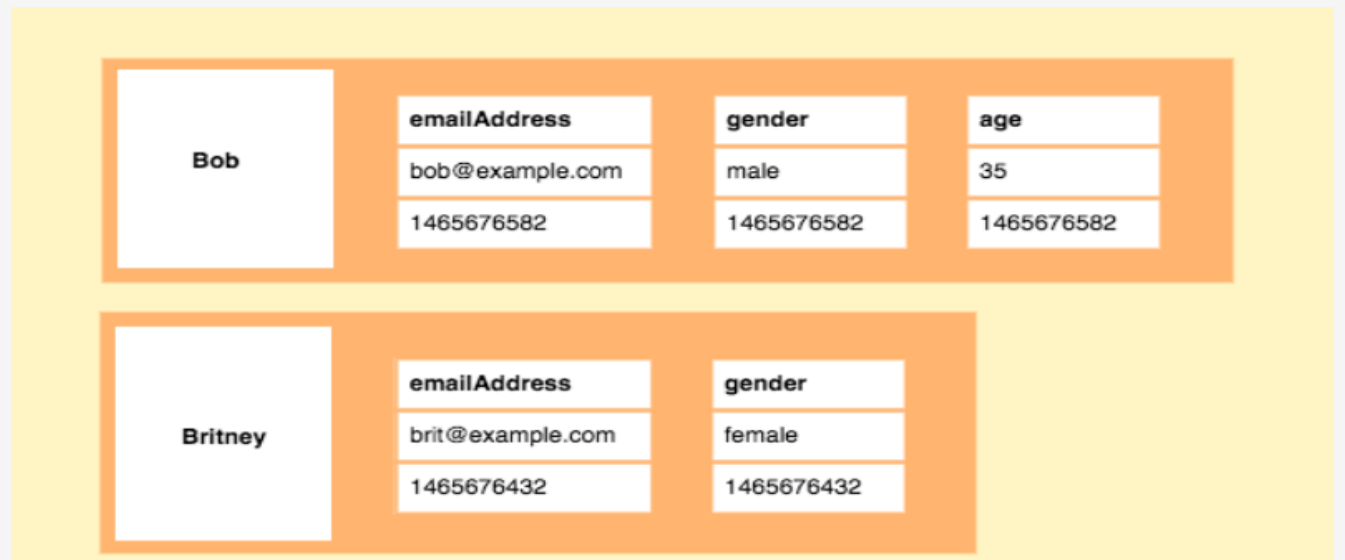 emailAddress gender age
Bob
bob@example.com male 35
1465676582 1465676582 1465676582
emailAddress gender
Britney
brit@example.com female
1465676432 1465676432